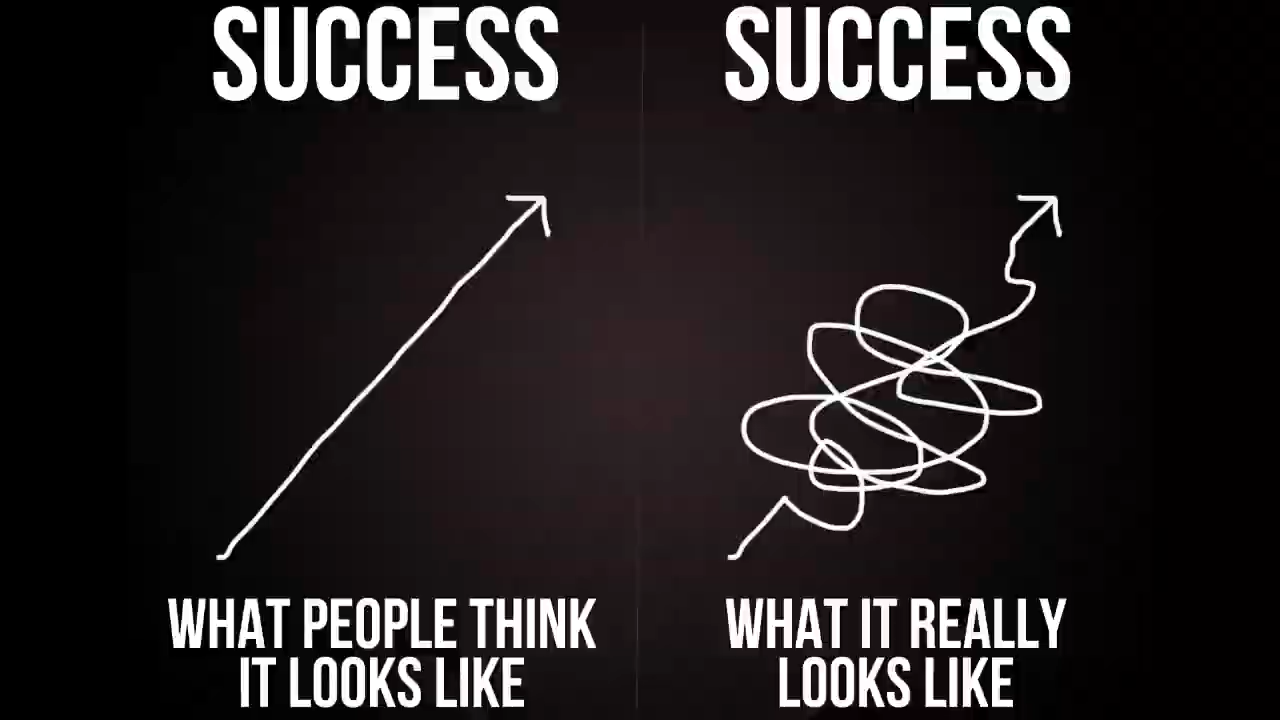 SUCCESS
WHAT PEOPLE THINK
IT LOOKS LIKE
SUCCESS
WHAT IT REALLY
LOOKS LIKE